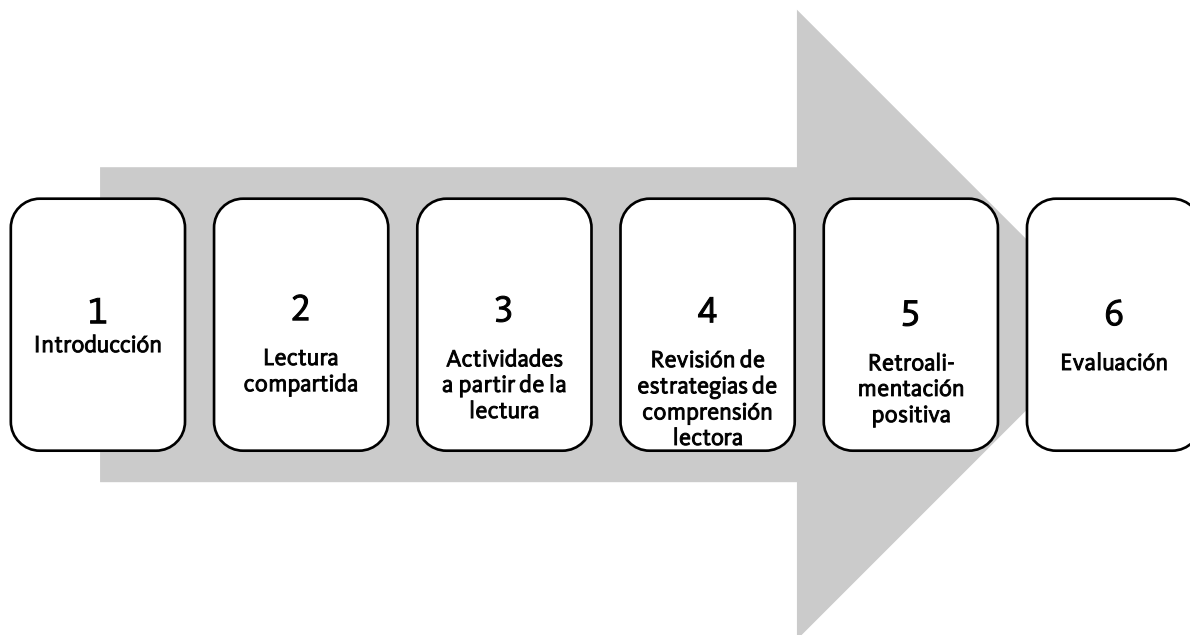 1
Introducción
2
Lectura
compartida
3
Actividades
a partir de la
lectura
4
Revisión de
estrategias de
comprensión
lectora
5
Retroali-
mentación
positiva
6
Evaluación